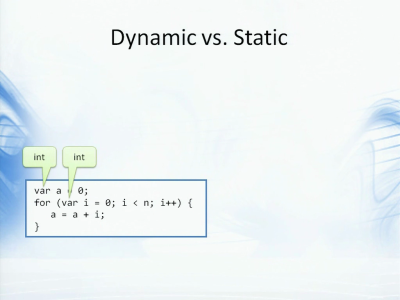 Dynamic vs. Static
int int
var a = 0;
for (var i = 0; i < n; i++) {
a = a + i;
}